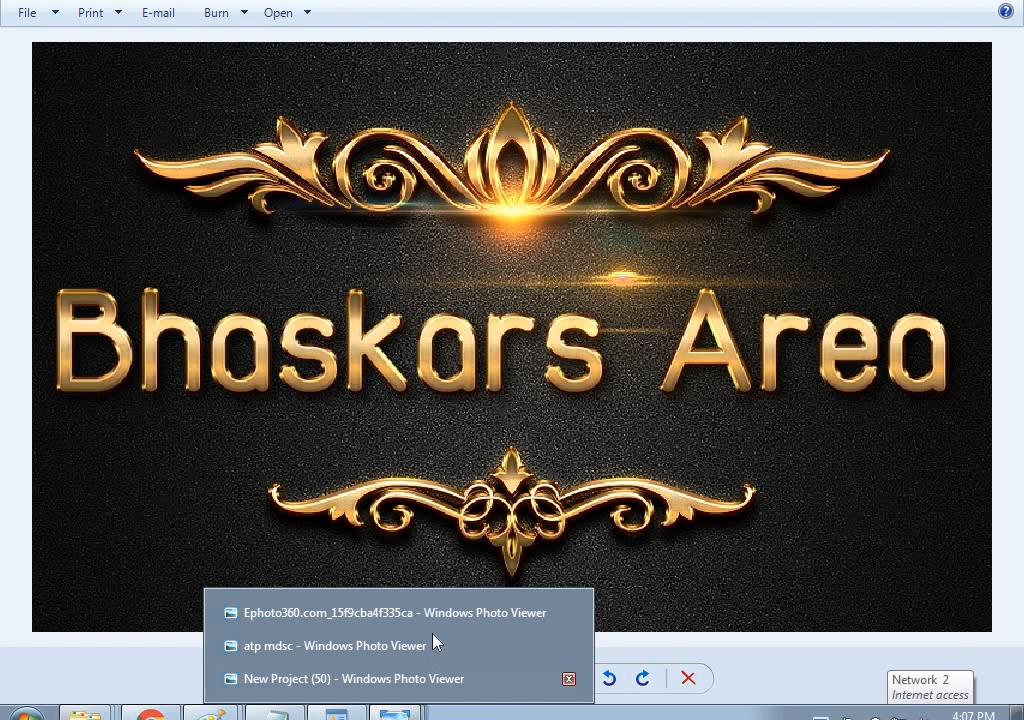 File Print E-mail Burn Open
Bhaskars Area
Ephoto360.com_15f9cba4f335ca - Windows Photo Viewer
atp mdsc - Windows Photo Viewer
New Project (50) - Windows Photo Viewer
Network 2
Internet access
4:07 PM